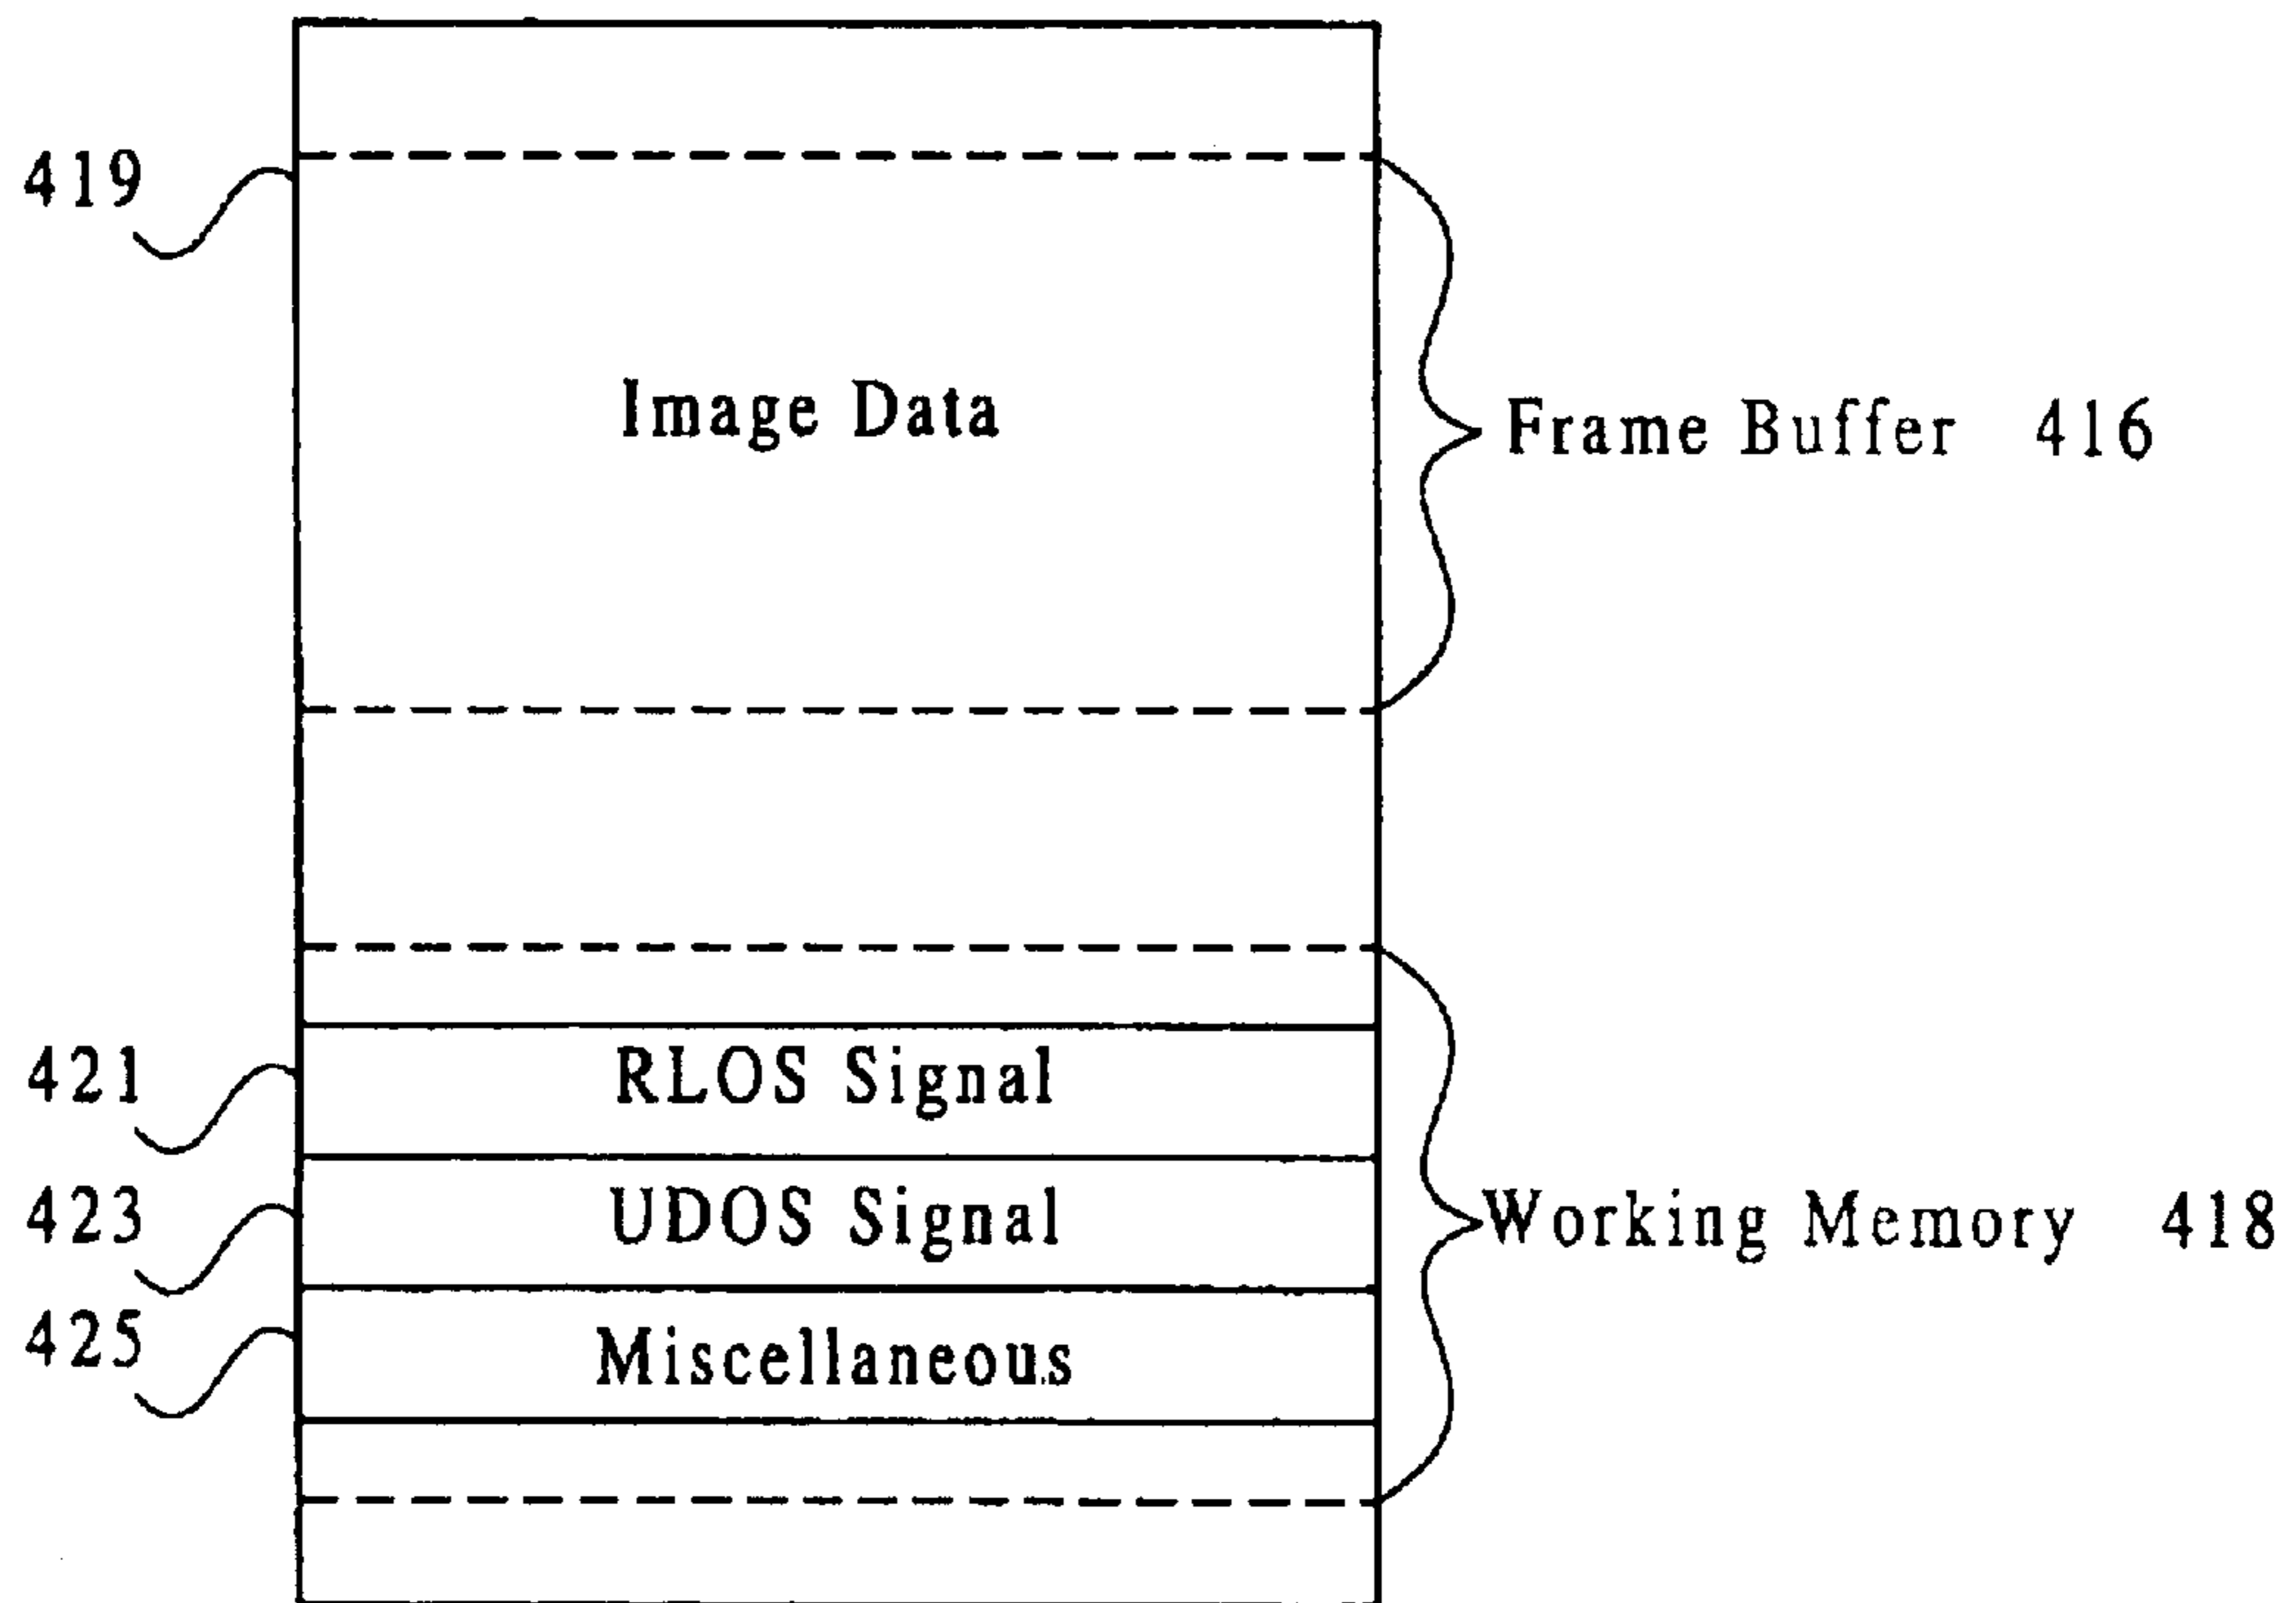 419
Image Data
Frame Buffer 416
421
RLOS Signal
423
UDOS Signal
Working Memory 418
425
Miscellaneous